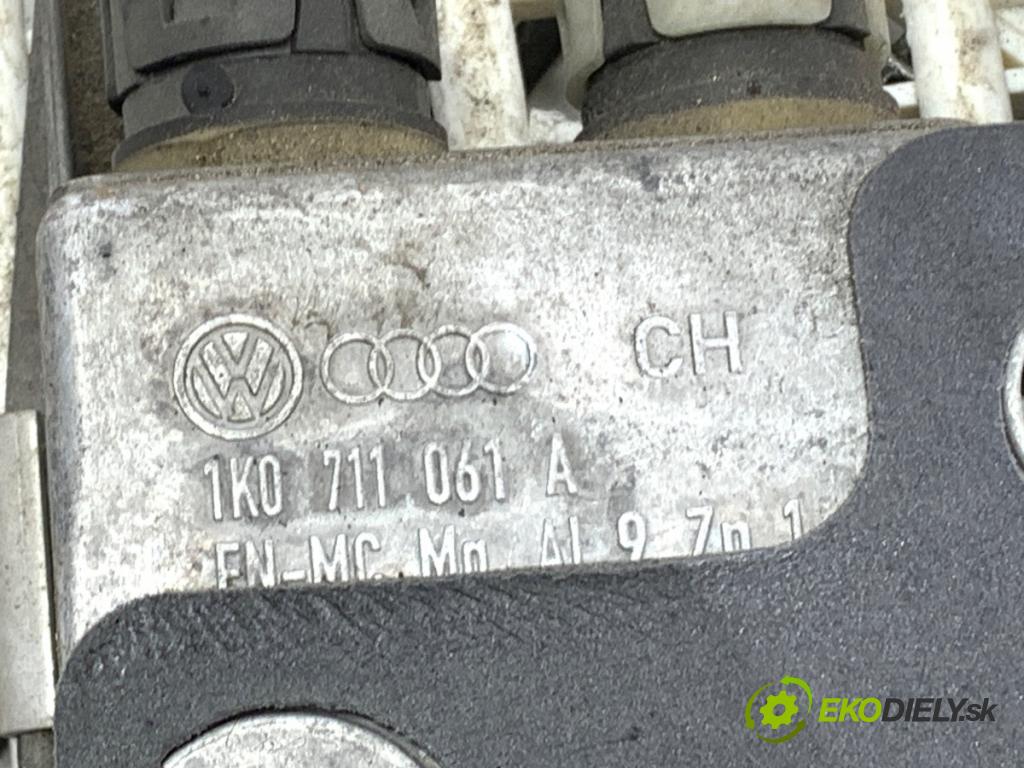 CH
1K0 711 061 A
EN-MC Mg Al 9 Zn 1
EKODIELY.sk